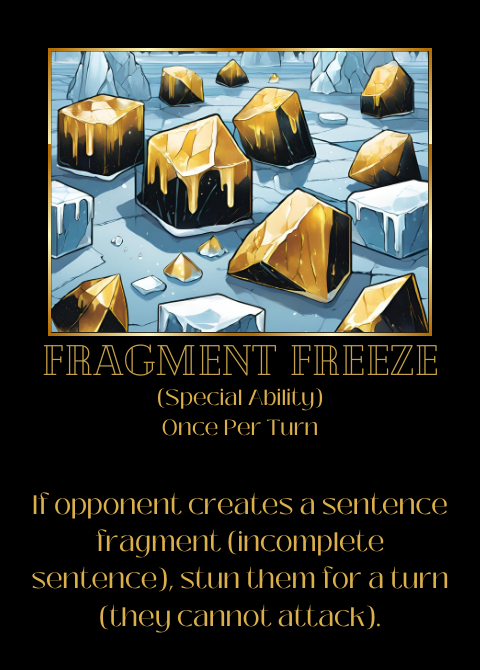 FRAGMENT FREEZE
(Special Ability)
Once Per Turn
If opponent creates a sentence
fragment (incomplete
sentence), stun them for a turn
(they cannot attack).